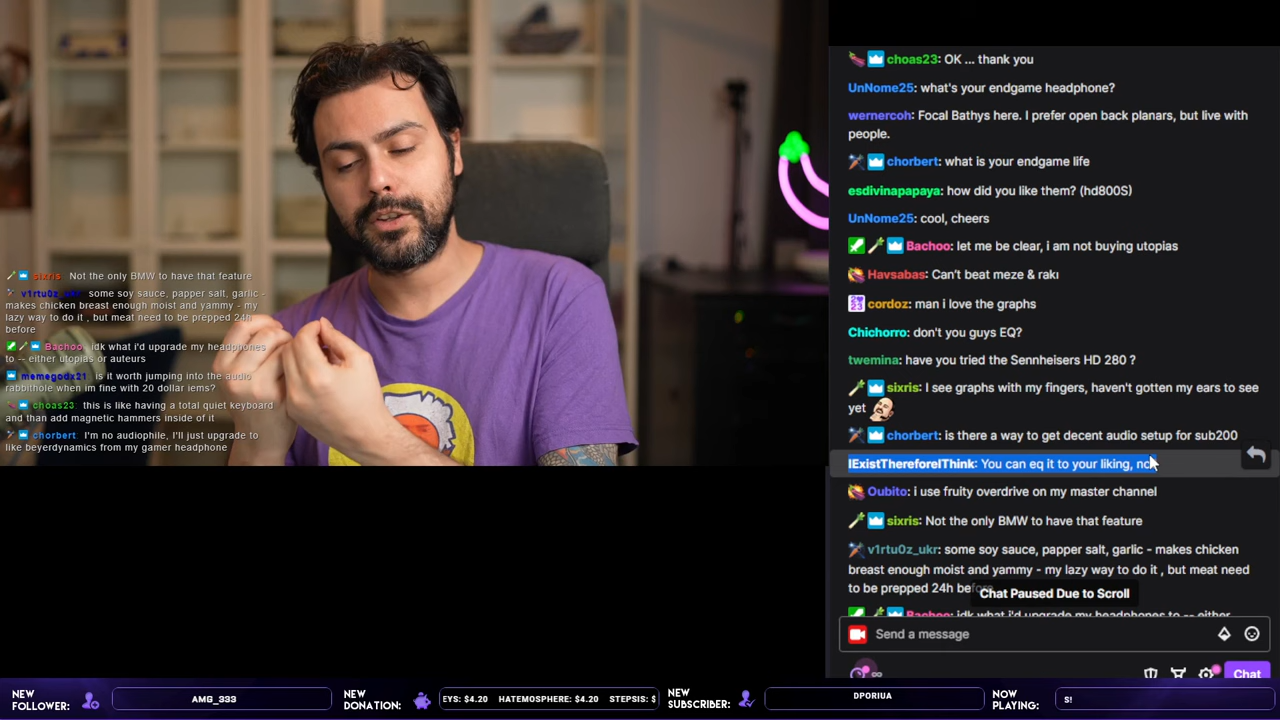 choas23: OK ... thank you
UnNome25: what's your endgame headphone?
wernercoh: Focal Bathys here. I prefer open back planars, but live with
people.
chorbert: what is your endgame life
esdivinapapaya: how did you like them? (hd800S)
UnNome25: cool, cheers
Bachoo: let me be clear, i am not buying utopias
Havsabas: Can't beat meze & rakı
cordoz: man i love the graphs
Chichorro: don't you guys EQ?
twemina: have you tried the Sennheisers HD 280 ?
sixris: I see graphs with my fingers, haven't gotten my ears to see
yet
chorbert: is there a way to get decent audio setup for sub200
IExistThereforeIThink: You can eq it to your liking, no
Oubito: i use fruity overdrive on my master channel
sixris: Not the only BMW to have that feature
v1rtu0z_ukr: some soy sauce, papper salt, garlic - makes chicken
breast enough moist and yammy - my lazy way to do it , but meat need
to be prepped 24h before
Chat Paused Due to Scroll
Bachoo: idk what i'd upgrade my headphones to -- either
Send a message
Chat
sixris: Not the only BMW to have that feature
v1rtu0z_ukr: some soy sauce, papper salt, garlic -
makes chicken breast enough moist and yammy - my
lazy way to do it , but meat need to be prepped 24h
before
Bachoo: idk what i'd upgrade my headphones
to -- either utopias or auteurs
memegodx21: is it worth jumping into the audio
rabbithole when im fine with 20 dollar iems?
choas23: this is like having a total quiet keyboard
and than add magnetic hammers inside of it
chorbert: I'm no audiophile, I'll just upgrade to
like beyerdynamics from my gamer headphone
NEW
FOLLOWER:
AMG_333
NEW
DONATION:
EYS: $4.20 HATEMOSPHERE: $4.20 STEPSIS: $
NEW
SUBSCRIBER:
DPORIUA
NOW
PLAYING:
S!